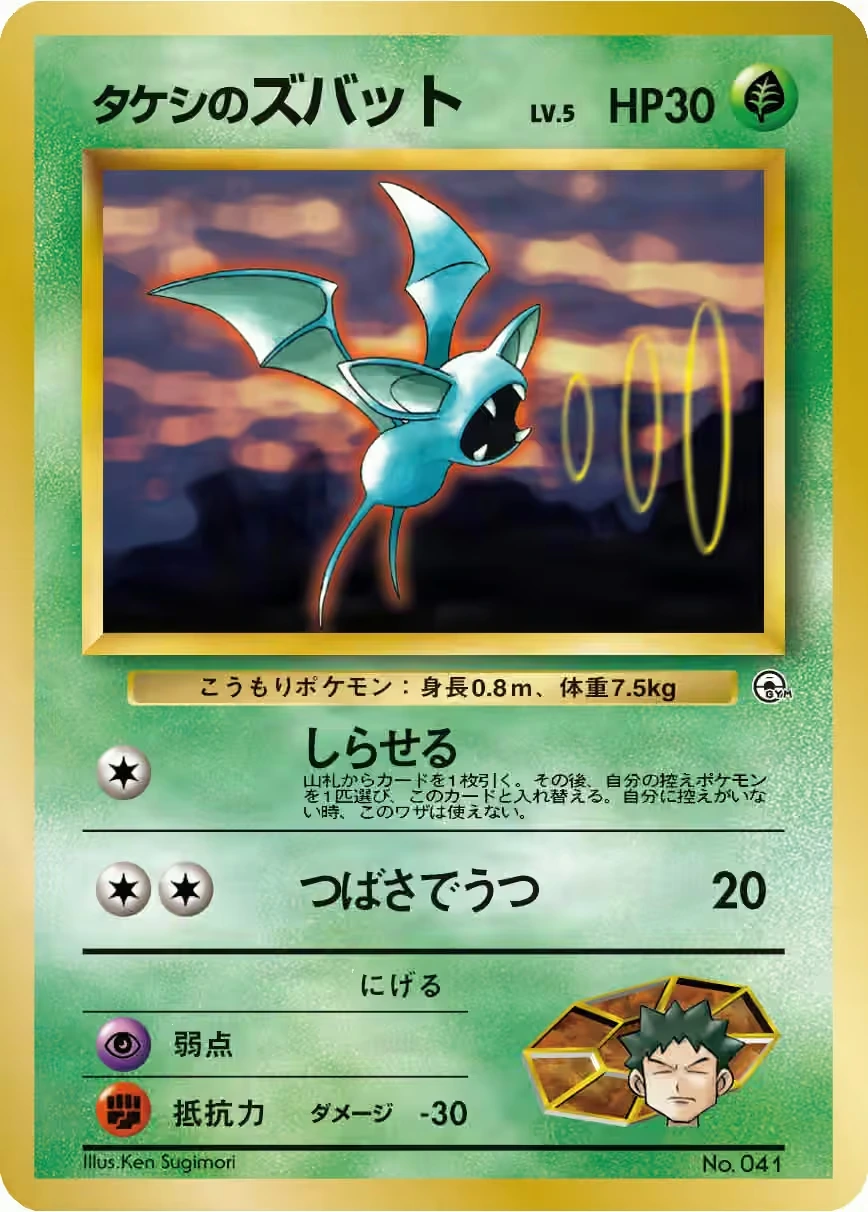 タケシのズバット LV.5 HP30
こうもりポケモン：身長0.8m、体重7.5kg
GYM
しらせる
山札からカードを1枚引く。その後、自分の控えポケモン
を1匹選び、このカードと入れ替える。自分に控えがいな
い時、このワザは使えない。
つばさでうつ 20
にげる
弱点
抵抗力 ダメージ -30
Illus.Ken Sugimori No. 041